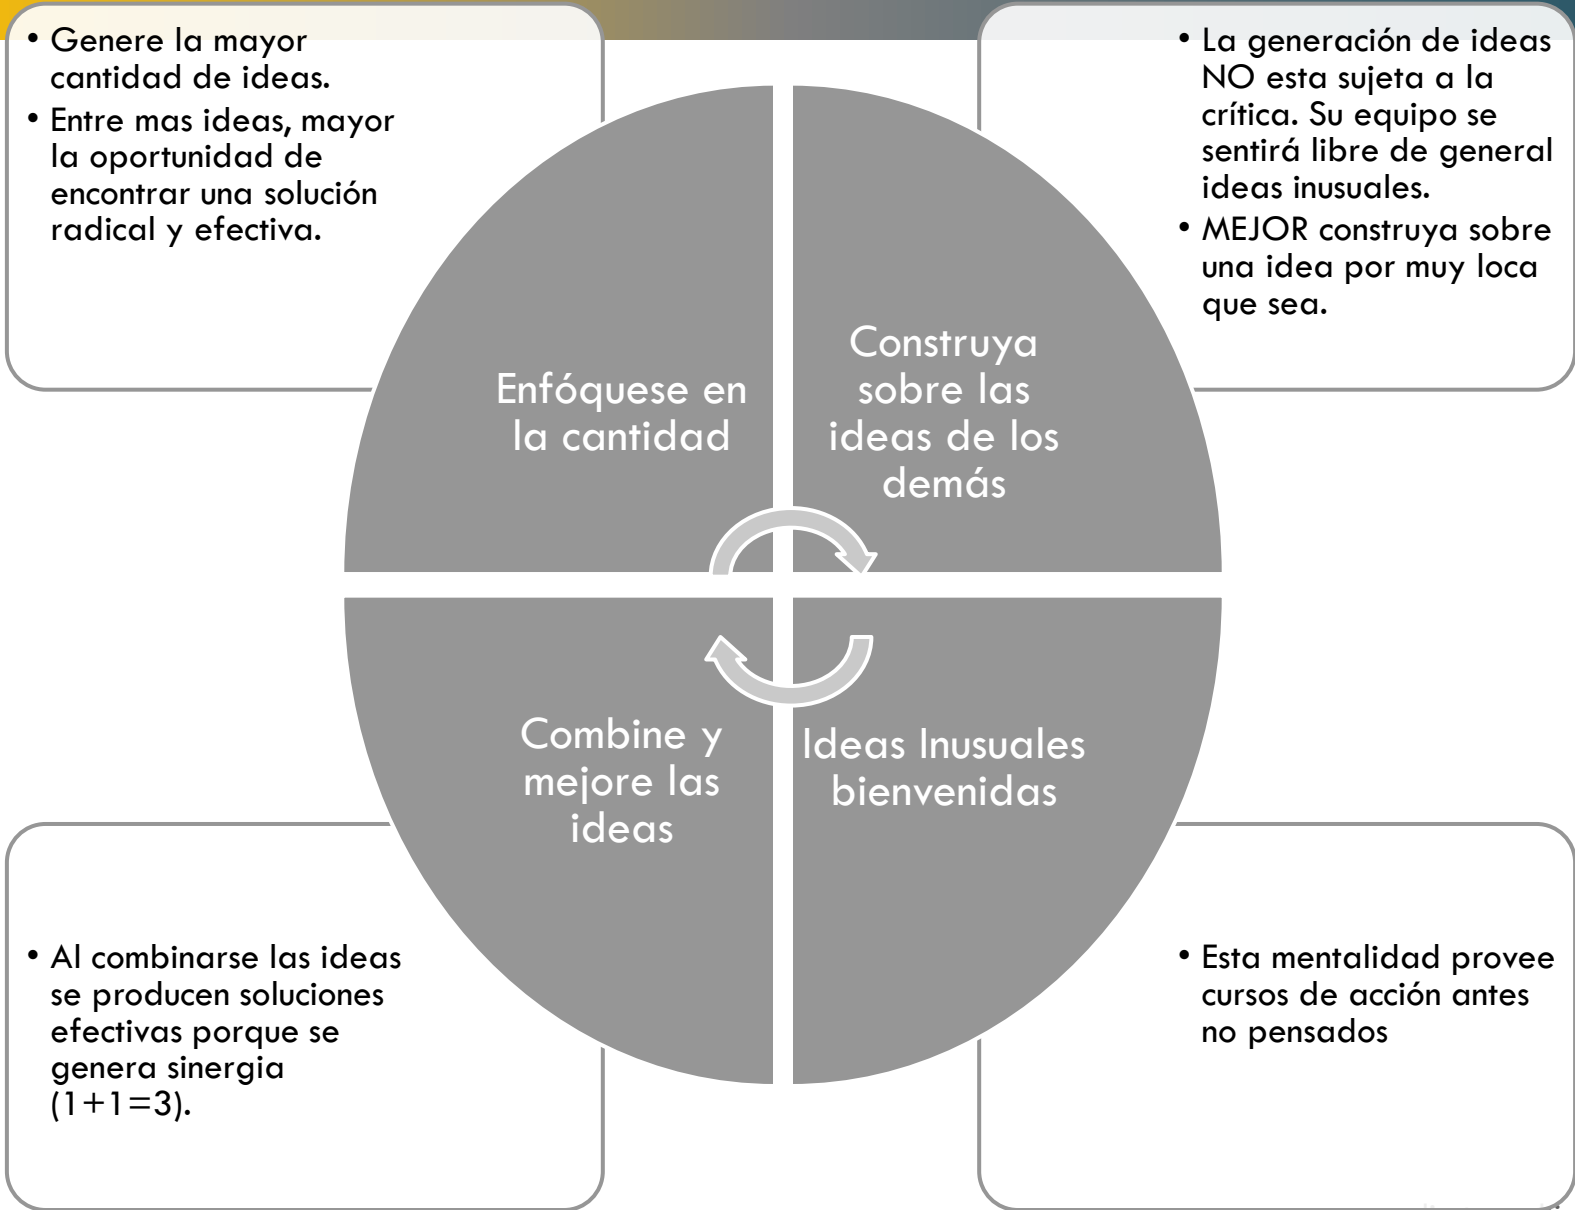 • Genere la mayor
cantidad de ideas.
• Entre mas ideas, mayor
la oportunidad de
encontrar una solución
radical y efectiva.
• La generación de ideas
NO esta sujeta a la
crítica. Su equipo se
sentirá libre de general
ideas inusuales.
• MEJOR construya sobre
una idea por muy loca
que sea.
Enfóquese en
la cantidad
Construya
sobre las
ideas de los
demás
Combine y
mejore las
ideas
Ideas Inusuales
bienvenidas
• Al combinarse las ideas
se producen soluciones
efectivas porque se
genera sinergia
(1+1=3).
• Esta mentalidad provee
cursos de acción antes
no pensados